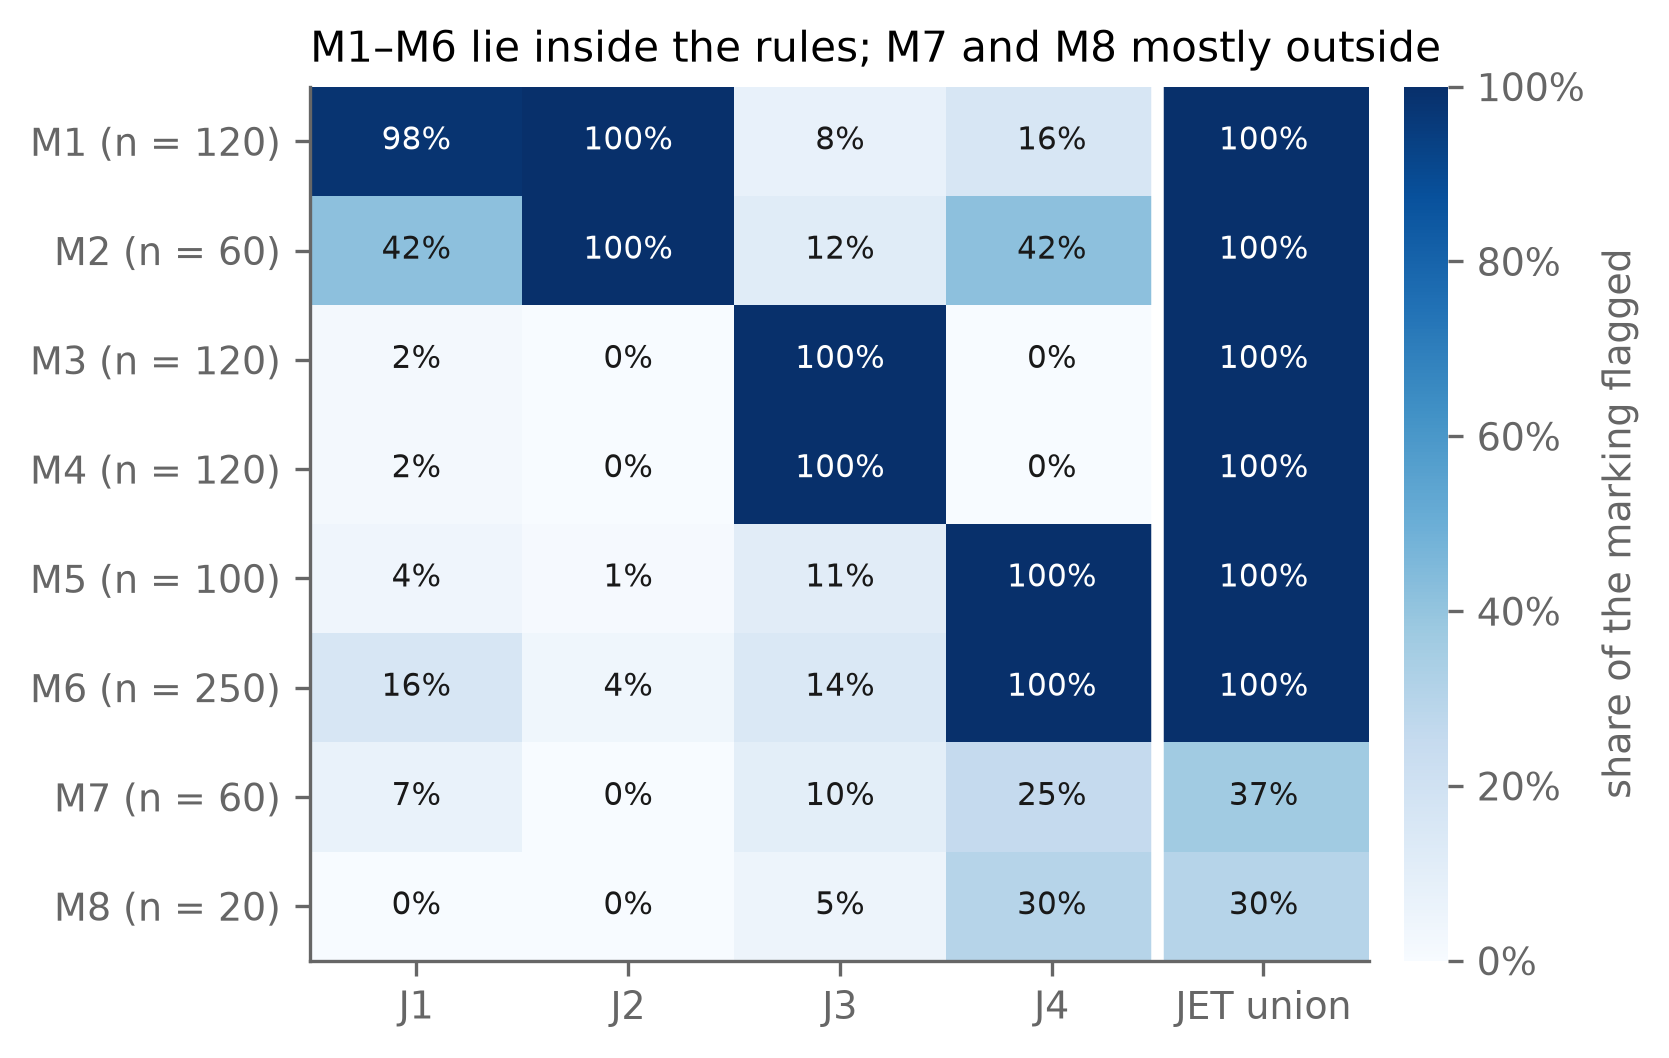 M1–M6 lie inside the rules; M7 and M8 mostly outside
M1 (n = 120) 98% 100% 8% 16% 100%
M2 (n = 60) 42% 100% 12% 42% 100%
M3 (n = 120) 2% 0% 100% 0% 100%
M4 (n = 120) 2% 0% 100% 0% 100%
M5 (n = 100) 4% 1% 11% 100% 100%
M6 (n = 250) 16% 4% 14% 100% 100%
M7 (n = 60) 7% 0% 10% 25% 37%
M8 (n = 20) 0% 0% 5% 30% 30%
J1 J2 J3 J4 JET union
100%
80%
60%
40%
20%
0%
share of the marking flagged